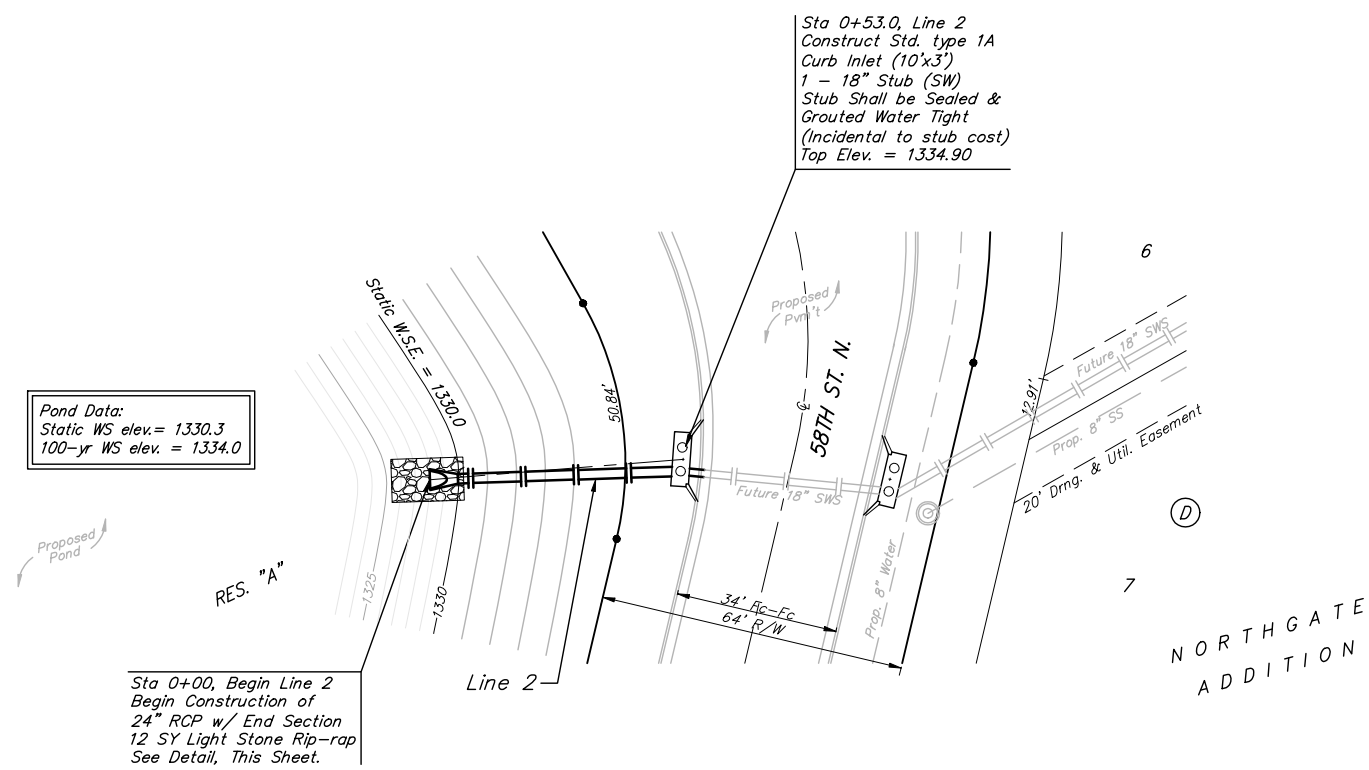 Sta 0+53.0, Line 2
Construct Std. type 1A
Curb Inlet (10'x3')
1 - 18" Stub (SW)
Stub Shall be Sealed &
Grouted Water Tight
(Incidental to stub cost)
Top Elev. = 1334.90
6
Proposed
Pvm't
Static W.S.E. = 1330.0
Future 18" SWS
58TH ST. N.
℄
50.84'
12.91'
Pond Data:
Static WS elev.= 1330.3
100-yr WS elev. = 1334.0
Prop. 8" SS
20' Drng. & Util. Easement
Future 18" SWS
D
Proposed
Pond
RES. "A"
1325
1330
Prop. 8" Water
7
34' Fc-Fc
64' R/W
NORTHGATE
ADDITION
Line 2
Sta 0+00, Begin Line 2
Begin Construction of
24" RCP w/ End Section
12 SY Light Stone Rip-rap
See Detail, This Sheet.